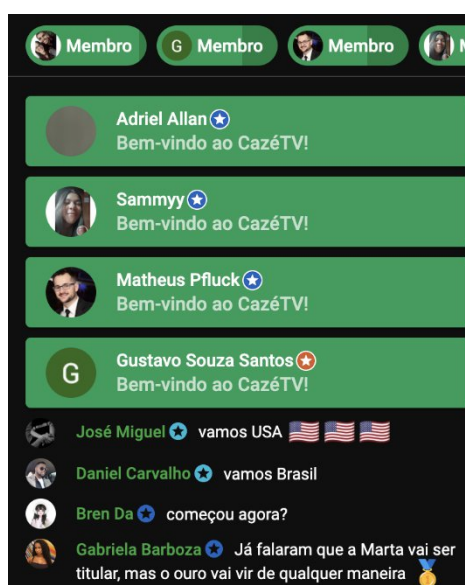 Membro
G Membro
Membro
Adriel Allan
Bem-vindo ao CazéTV!
Sammyy
Bem-vindo ao CazéTV!
Matheus Pfluck
Bem-vindo ao CazéTV!
G
Gustavo Souza Santos
Bem-vindo ao CazéTV!
José Miguel vamos USA 🇺🇸🇺🇸🇺🇸
Daniel Carvalho vamos Brasil
Bren Da começou agora?
Gabriela Barboza Já falaram que a Marta vai ser
titular, mas o ouro vai vir de qualquer maneira 🏅